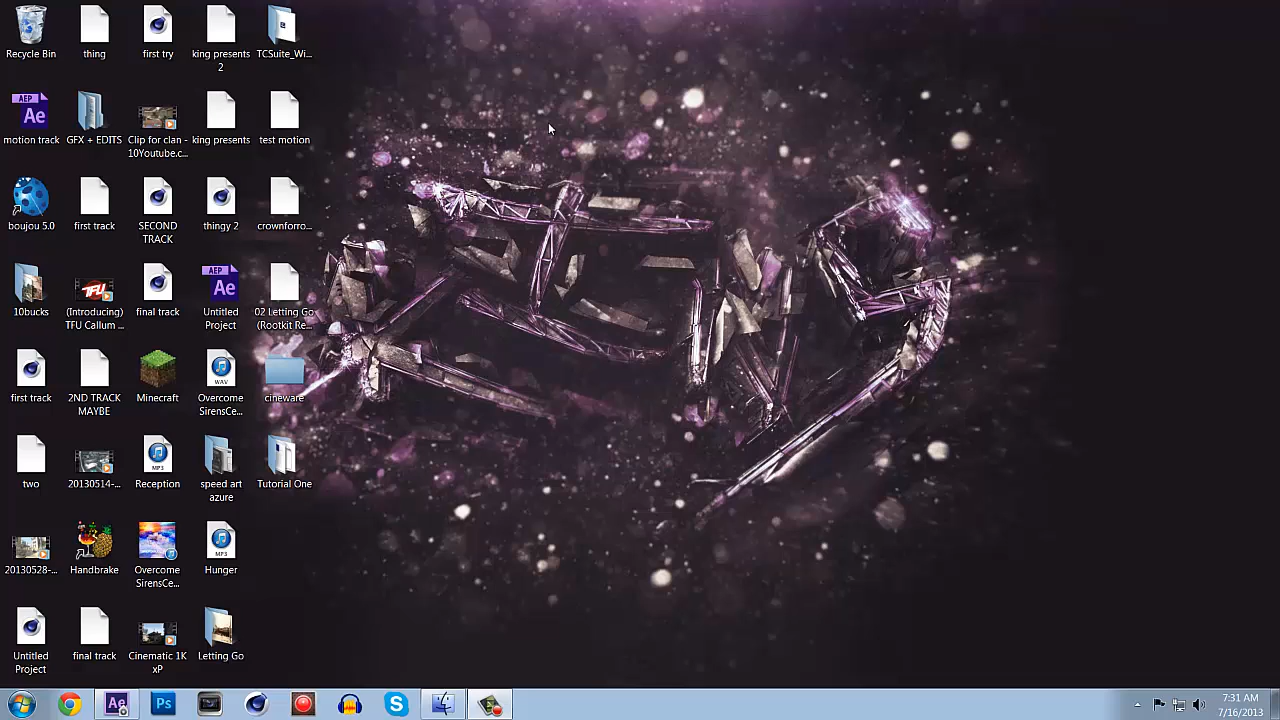 Recycle Bin
thing
first try
king presents
2
TCSuite_Wi...
AEP
Ae
motion track
GFX + EDITS
Clip for clan -
10Youtube.c...
king presents
test motion
boujou 5.0
first track
SECOND
TRACK
thingy 2
crownforro...
10bucks
TFU
(Introducing)
TFU Callum ...
final track
AEP
Ae
Untitled
Project
02 Letting Go
(Rootkit Re...
first track
2ND TRACK
MAYBE
Minecraft
WAV
Overcome
SirensCe...
cineware
two
20130514-...
MP3
Reception
speed art
azure
Tutorial One
20130528-...
Handbrake
Overcome
SirensCe...
MP3
Hunger
Untitled
Project
final track
Cinematic 1K
xP
Letting Go
Ae
Ps
S
7:31 AM
7/16/2013